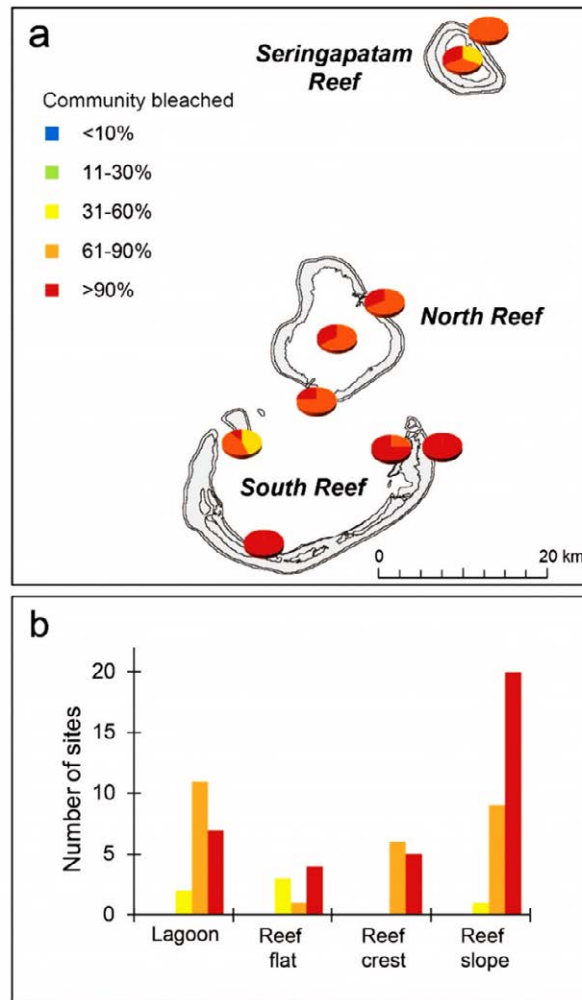 a
Seringapatam
Reef
Community bleached
<10%
11-30%
31-60%
61-90%
>90%
North Reef
South Reef
0 20 km
b
Number of sites
20
15
10
5
0
Lagoon Reef flat Reef crest Reef slope